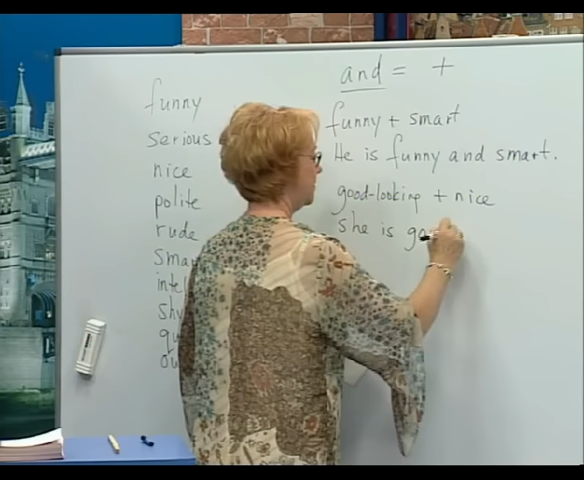 funny
serious
nice
polite
rude
and = +
funny + smart
He is funny and smart.
good-looking + nice
She is